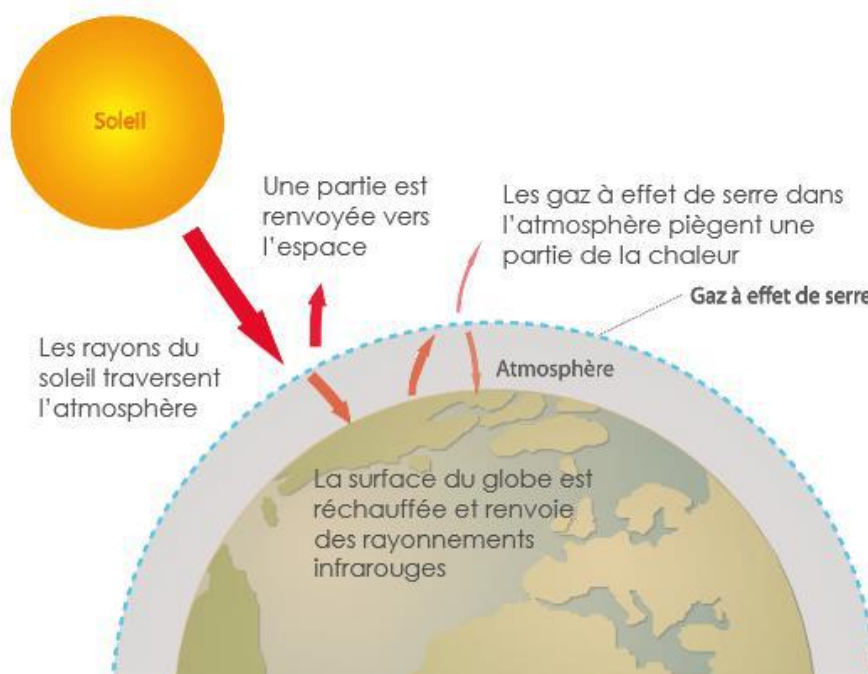 Soleil
Une partie est
renvoyée vers
l'espace
Les gaz à effet de serre dans
l'atmosphère piègent une
partie de la chaleur
Gaz à effet de serre
Les rayons du
soleil traversent
l'atmosphère
Atmosphère
La surface du globe est
réchauffée et renvoie
des rayonnements
infrarouges